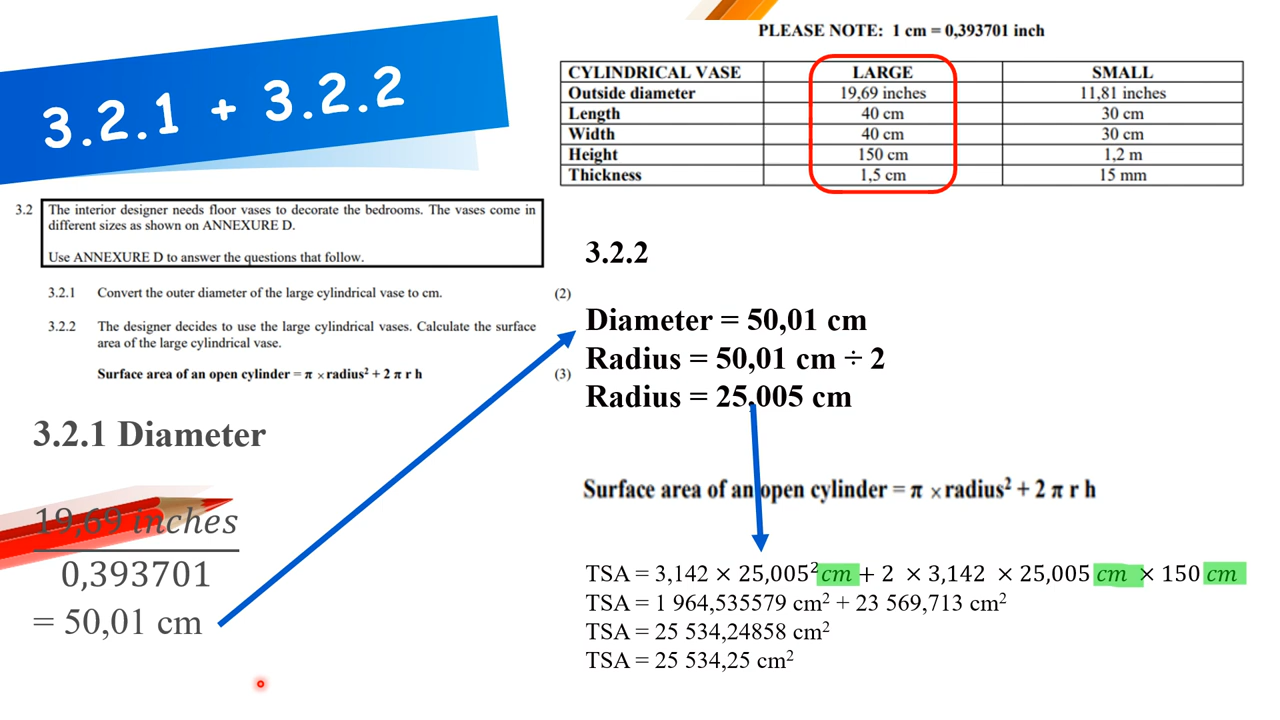 3.2.1 + 3.2.2
PLEASE NOTE: 1 cm = 0,393701 inch
CYLINDRICAL VASE LARGE SMALL
Outside diameter 19,69 inches 11,81 inches
Length 40 cm 30 cm
Width 40 cm 30 cm
Height 150 cm 1,2 m
Thickness 1,5 cm 15 mm
3.2 The interior designer needs floor vases to decorate the bedrooms. The vases come in
different sizes as shown on ANNEXURE D.
Use ANNEXURE D to answer the questions that follow.
3.2.1 Convert the outer diameter of the large cylindrical vase to cm. (2)
3.2.2 The designer decides to use the large cylindrical vases. Calculate the surface
area of the large cylindrical vase.
Surface area of an open cylinder = π × radius² + 2 π r h (3)
3.2.1 Diameter
19,69 inches
0,393701
= 50,01 cm
3.2.2
Diameter = 50,01 cm
Radius = 50,01 cm ÷ 2
Radius = 25,005 cm
Surface area of an open cylinder = π × radius² + 2 π r h
TSA = 3,142 × 25,005² cm + 2 × 3,142 × 25,005 cm × 150 cm
TSA = 1 964,535579 cm² + 23 569,713 cm²
TSA = 25 534,24858 cm²
TSA = 25 534,25 cm²